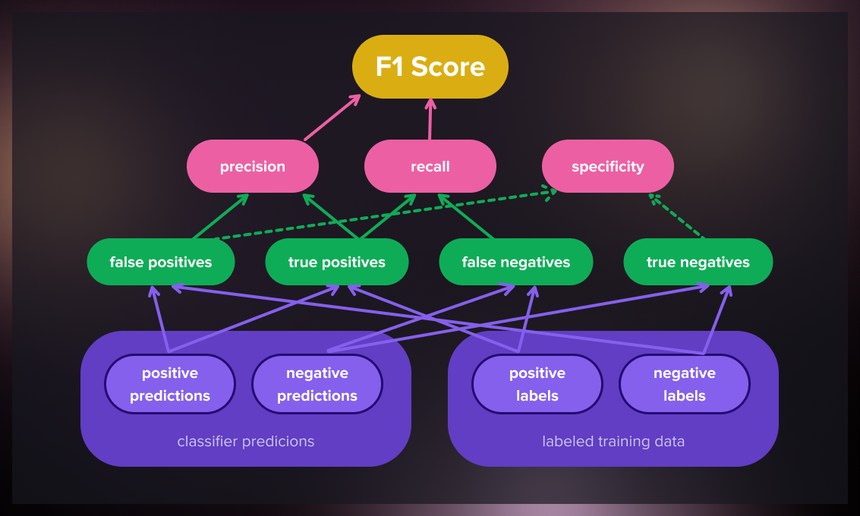 F1 Score
precision
recall
specificity
false positives
true positives
false negatives
true negatives
positive
predictions
negative
predictions
positive
labels
negative
labels
classifier predicions
labeled training data